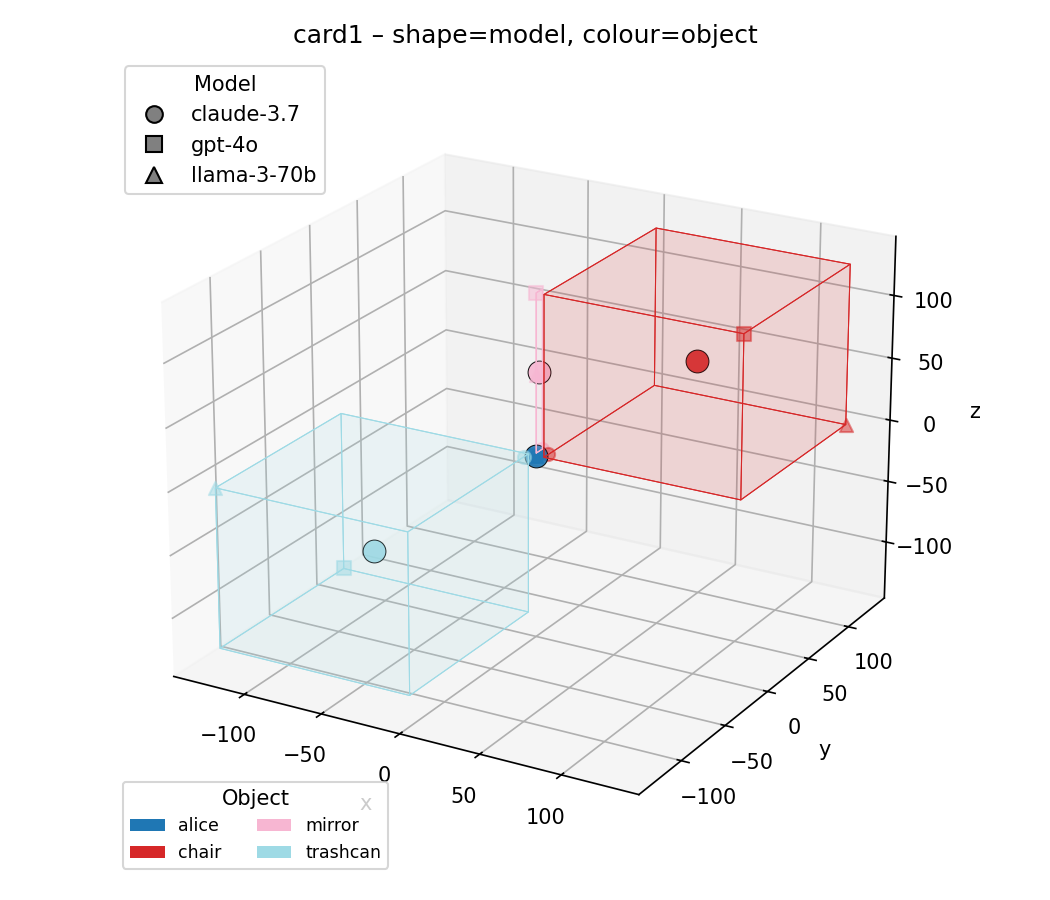 card1 – shape=model, colour=object
Model
claude-3.7
gpt-4o
llama-3-70b
100
50
0
−50
−100
z
100
50
0
−50
−100
y
−100
−50
0
50
100
x
Object
alice
mirror
chair
trashcan